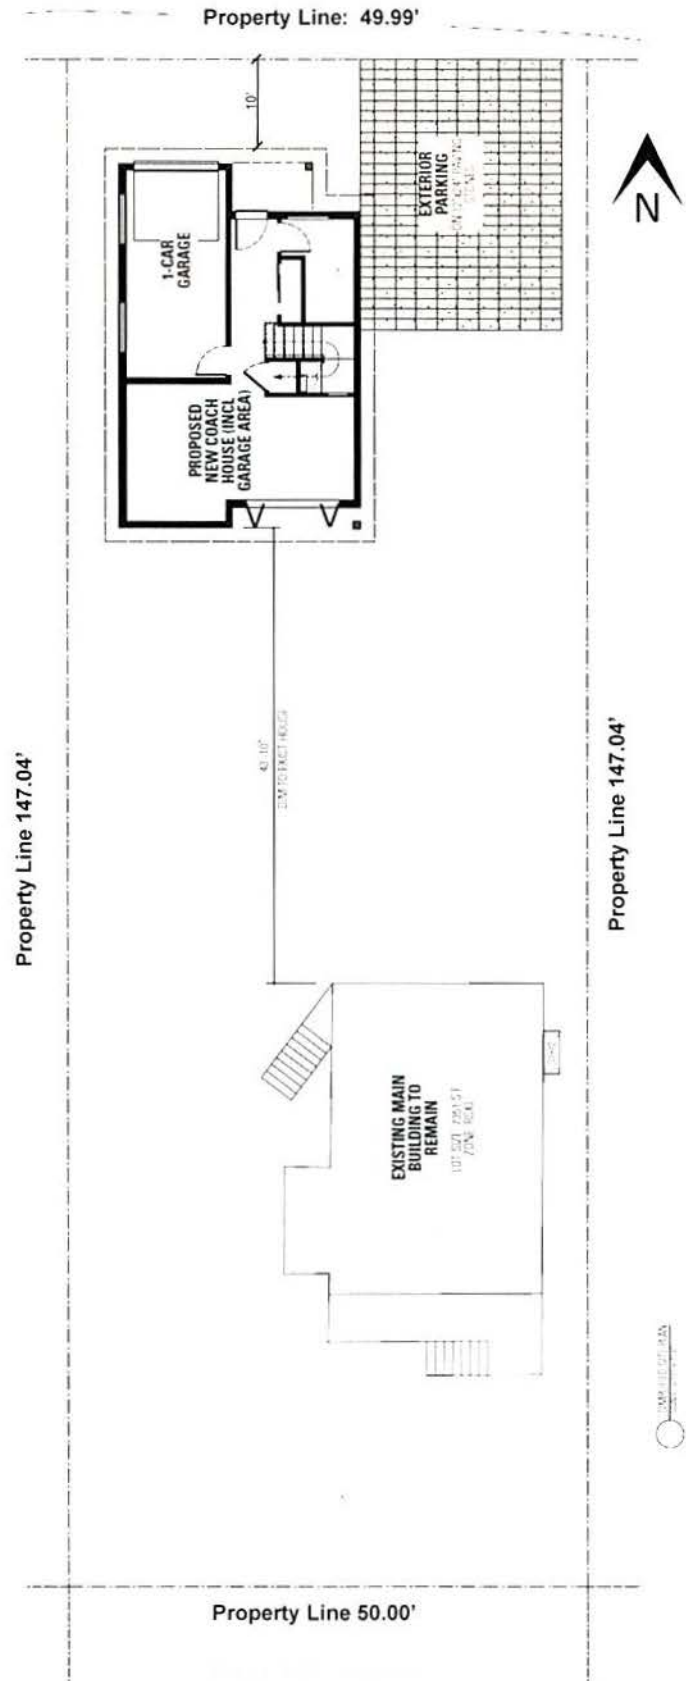 Property Line: 49.99'
10'
EXTERIOR
PARKING
N
1-CAR
GARAGE
PROPOSED
NEW COACH
HOUSE (INCL
GARAGE AREA)
Property Line 147.04'
Property Line 147.04'
EXISTING MAIN
BUILDING TO
REMAIN
Property Line 50.00'